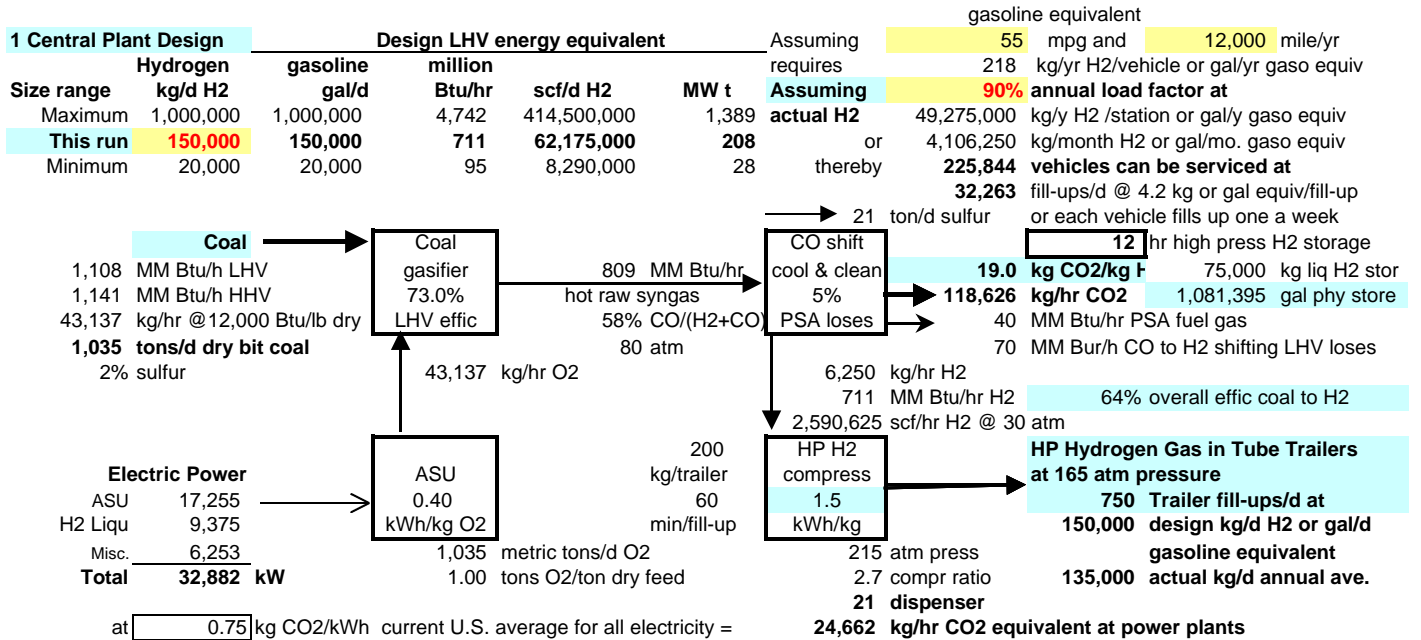 gasoline equivalent
1 Central Plant Design Design LHV energy equivalent Assuming 55 mpg and 12,000 mile/yr
Hydrogen gasoline million requires 218 kg/yr H2/vehicle or gal/yr gaso equiv
Size range kg/d H2 gal/d Btu/hr scf/d H2 MW t Assuming 90% annual load factor at
Maximum 1,000,000 1,000,000 4,742 414,500,000 1,389 actual H2 49,275,000 kg/y H2 /station or gal/y gaso equiv
This run 150,000 150,000 711 62,175,000 208 or 4,106,250 kg/month H2 or gal/mo. gaso equiv
Minimum 20,000 20,000 95 8,290,000 28 thereby 225,844 vehicles can be serviced at
32,263 fill-ups/d @ 4.2 kg or gal equiv/fill-up
21 ton/d sulfur or each vehicle fills up one a week
Coal Coal CO shift 12 hr high press H2 storage
1,108 MM Btu/h LHV gasifier 809 MM Btu/hr cool & clean 19.0 kg CO2/kg H 75,000 kg liq H2 stor
1,141 MM Btu/h HHV 73.0% hot raw syngas 5% 118,626 kg/hr CO2 1,081,395 gal phy store
43,137 kg/hr @12,000 Btu/lb dry LHV effic 58% CO/(H2+CO) PSA loses 40 MM Btu/hr PSA fuel gas
1,035 tons/d dry bit coal 80 atm 70 MM Bur/h CO to H2 shifting LHV loses
2% sulfur 43,137 kg/hr O2 6,250 kg/hr H2
711 MM Btu/hr H2 64% overall effic coal to H2
2,590,625 scf/hr H2 @ 30 atm
200 HP H2 HP Hydrogen Gas in Tube Trailers
Electric Power ASU kg/trailer compress at 165 atm pressure
ASU 17,255 0.40 60 1.5 750 Trailer fill-ups/d at
H2 Liqu 9,375 kWh/kg O2 min/fill-up kWh/kg 150,000 design kg/d H2 or gal/d
Misc. 6,253 1,035 metric tons/d O2 215 atm press gasoline equivalent
Total 32,882 kW 1.00 tons O2/ton dry feed 2.7 compr ratio 135,000 actual kg/d annual ave.
21 dispenser
at 0.75 kg CO2/kWh current U.S. average for all electricity = 24,662 kg/hr CO2 equivalent at power plants